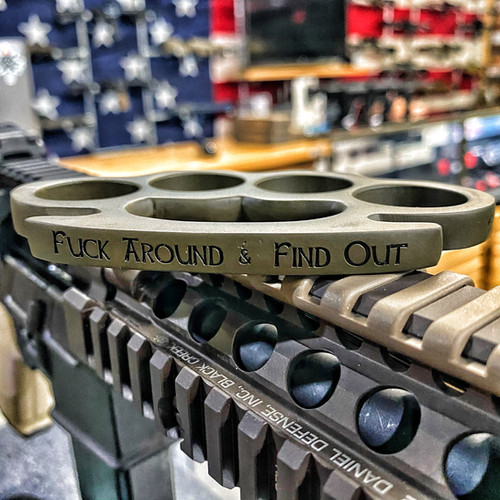 Fuck Around & Find Out
DANIEL DEFENSE, INC, BLACK CREEK